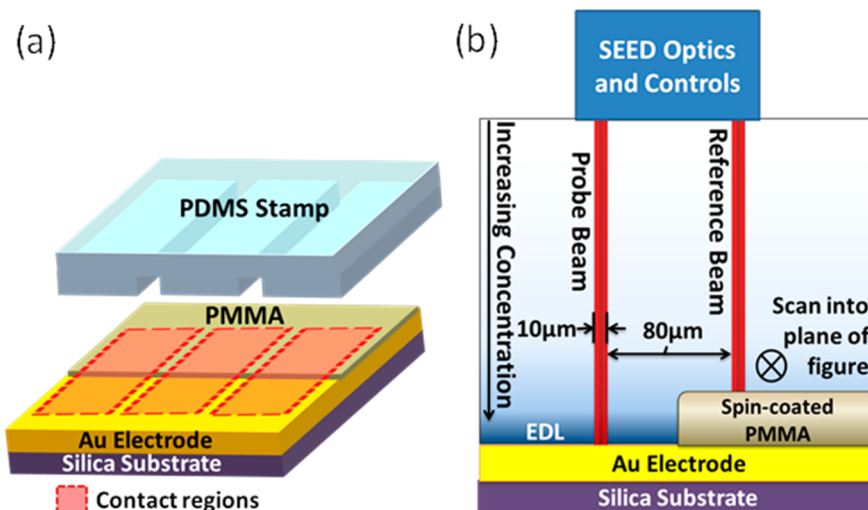 (a)
PDMS Stamp
PMMA
Au Electrode
Silica Substrate
Contact regions
(b)
SEED Optics
and Controls
Increasing Concentration
Probe Beam
Reference Beam
10μm
80μm
Scan into
plane of
figure
EDL
Spin-coated
PMMA
Au Electrode
Silica Substrate